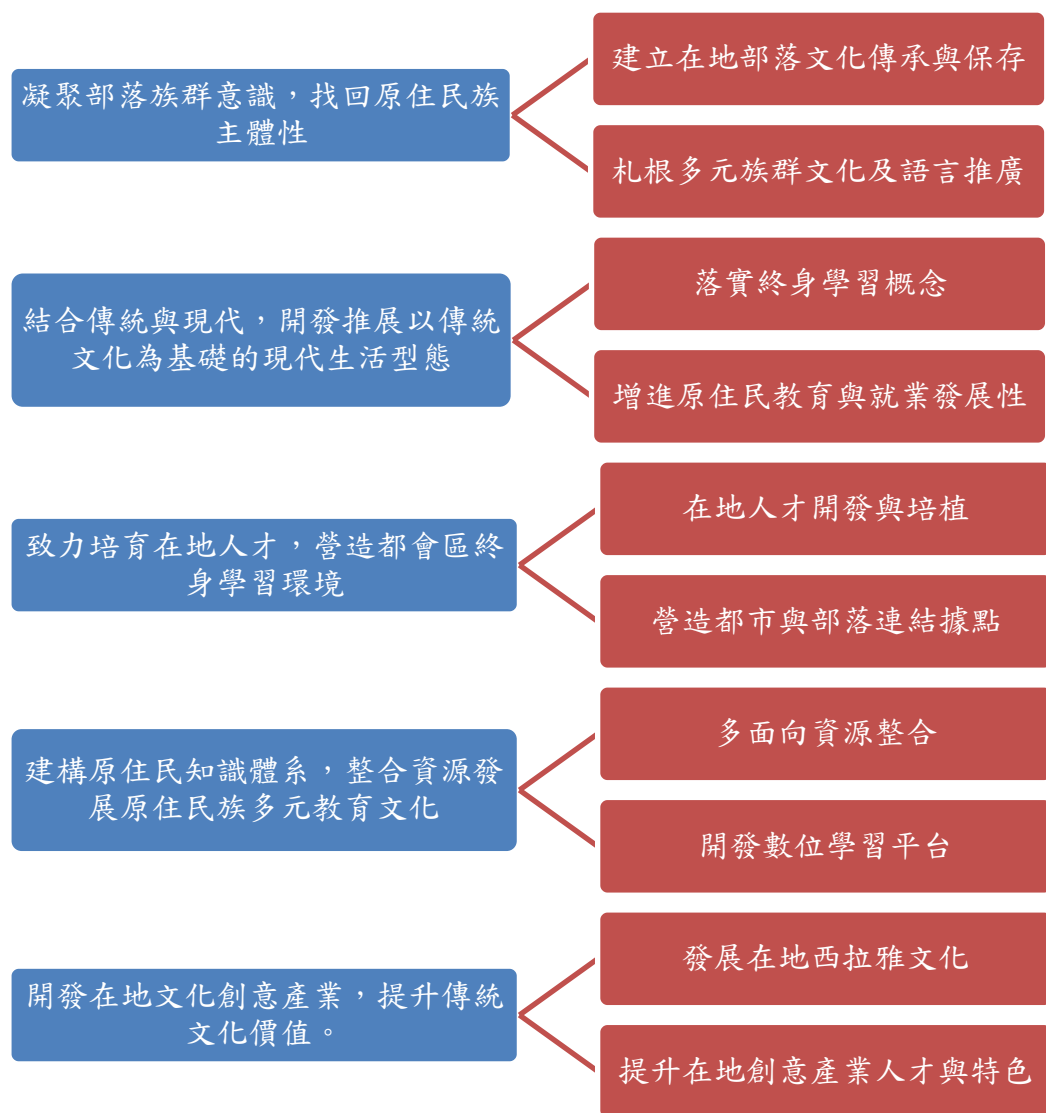 凝聚部落族群意識，找回原住民族
主體性
建立在地部落文化傳承與保存
札根多元族群文化及語言推廣
結合傳統與現代，開發推展以傳統
文化為基礎的現代生活型態
落實終身學習概念
增進原住民教育與就業發展性
致力培育在地人才，營造都會區終
身學習環境
在地人才開發與培植
營造都市與部落連結據點
建構原住民知識體系，整合資源發
展原住民族多元教育文化
多面向資源整合
開發數位學習平台
開發在地文化創意產業，提升傳統
文化價值。
發展在地西拉雅文化
提升在地創意產業人才與特色